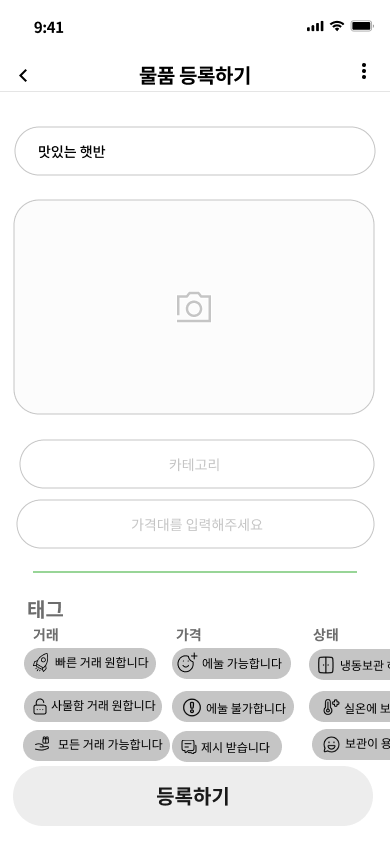 9:41
물품 등록하기
맛있는 햇반
카테고리
가격대를 입력해주세요
태그
거래 가격 상태
빠른 거래 원합니다 에눌 가능합니다 냉동보관
사물함 거래 원합니다 에눌 불가합니다 실온에
모든 거래 가능합니다 제시 받습니다 보관이
등록하기